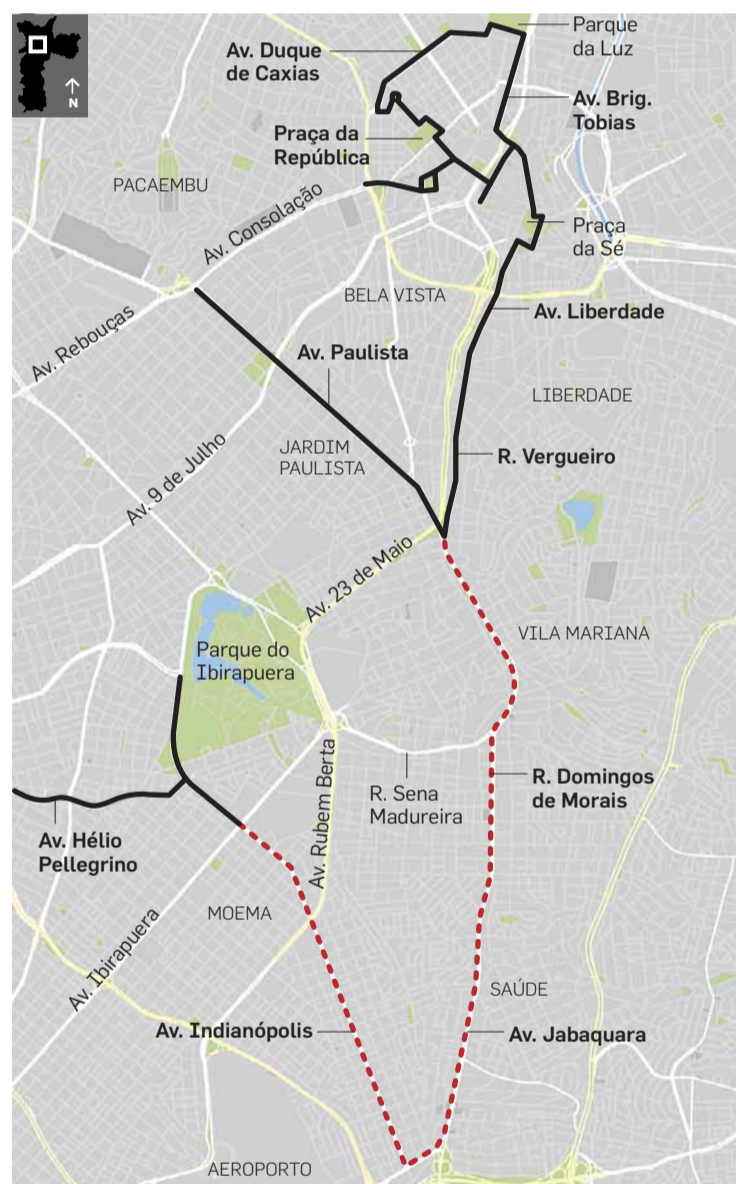 Parque
da Luz
Av. Duque
de Caxias
Av. Brig.
Tobias
N
Praça da
República
PACAEMBU
Av. Consolação
Praça
da Sé
BELA VISTA
Av. Rebouças
Av. Liberdade
Av. Paulista
LIBERDADE
JARDIM
PAULISTA
R. Vergueiro
Av. 9 de Julho
Av. 23 de Maio
VILA MARIANA
Parque do
Ibirapuera
R. Domingos
de Morais
R. Sena
Madureira
Av. Rubem Berta
Av. Hélio
Pellegrino
MOEMA
Av. Ibirapuera
SAÚDE
Av. Indianópolis
Av. Jabaquara
AEROPORTO